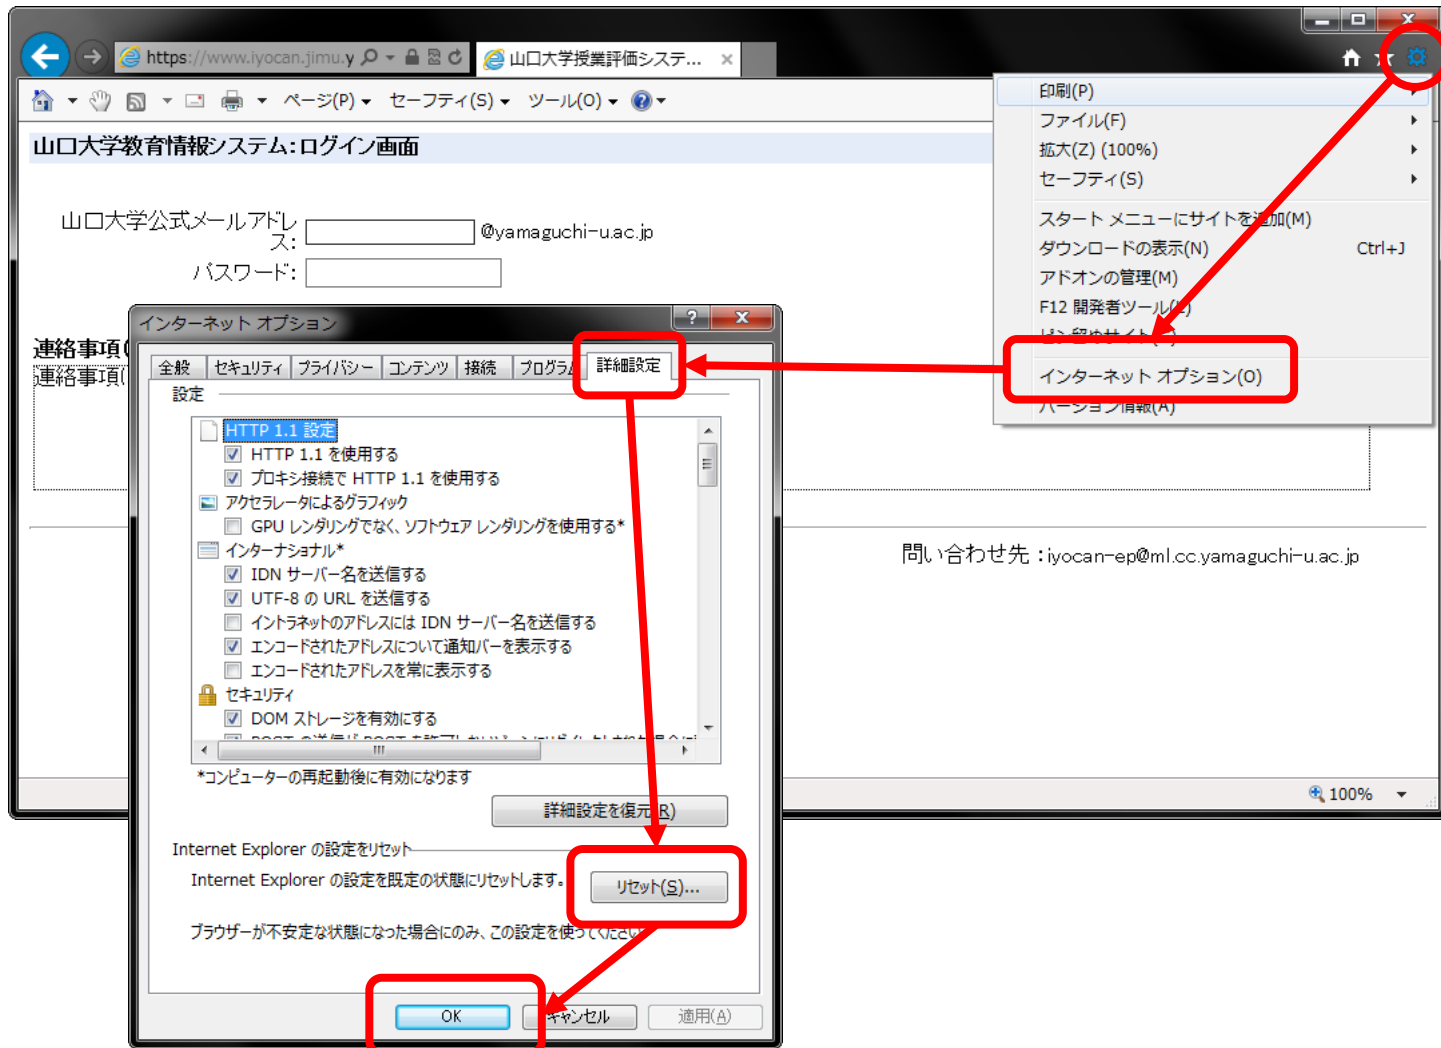 https://www.iyocan.jimu.y
山口大学授業評価システ...
ページ(P)
セーフティ(S)
ツール(O)
山口大学教育情報システム:ログイン画面
山口大学公式メールアドレス:
@yamaguchi-u.ac.jp
パスワード:
連絡事項
連絡事項
問い合わせ先:iyocan-ep@ml.cc.yamaguchi-u.ac.jp
100%
印刷(P)
ファイル(F)
拡大(Z) (100%)
セーフティ(S)
スタート メニューにサイトを追加(M)
ダウンロードの表示(N) Ctrl+J
アドオンの管理(M)
F12 開発者ツール(L)
ピン留めサイト
インターネット オプション(O)
バージョン情報(A)
インターネット オプション
全般 セキュリティ プライバシー コンテンツ 接続 プログラム 詳細設定
設定
HTTP 1.1 設定
HTTP 1.1 を使用する
プロキシ接続で HTTP 1.1 を使用する
アクセラレータによるグラフィック
GPU レンダリングでなく、ソフトウェア レンダリングを使用する*
インターナショナル*
IDN サーバー名を送信する
UTF-8 の URL を送信する
イントラネットのアドレスには IDN サーバー名を送信する
エンコードされたアドレスについて通知バーを表示する
エンコードされたアドレスを常に表示する
セキュリティ
DOM ストレージを有効にする
*コンピューターの再起動後に有効になります
詳細設定を復元(R)
Internet Explorer の設定をリセット
Internet Explorer の設定を既定の状態にリセットします。
リセット(S)...
ブラウザーが不安定な状態になった場合にのみ、この設定を使ってください
OK キャンセル 適用(A)